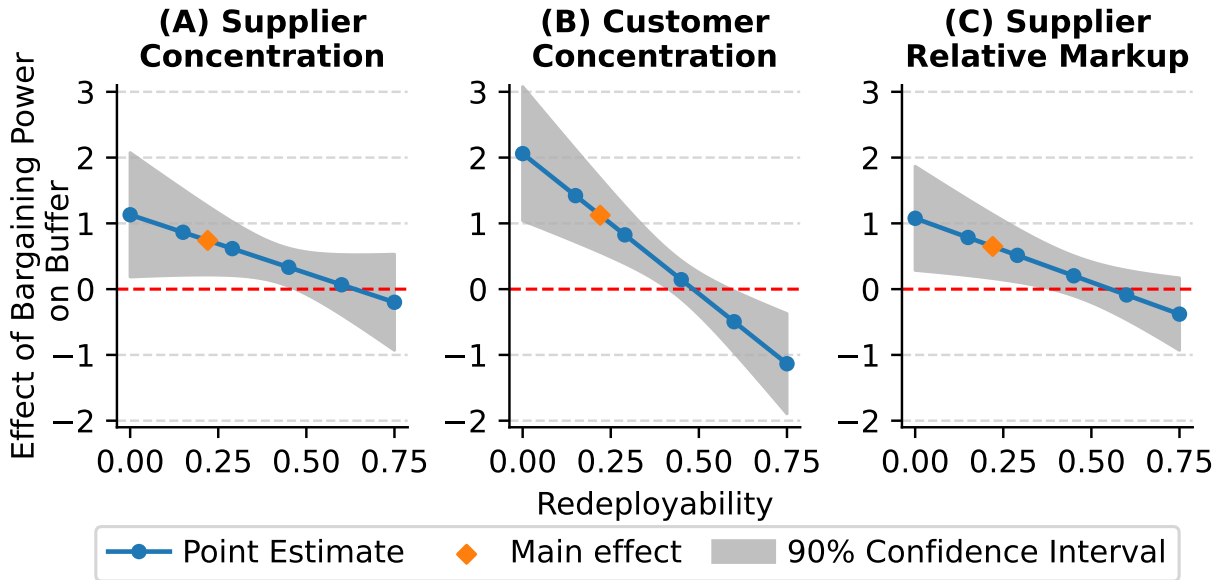 (A) Supplier
Concentration
(B) Customer
Concentration
(C) Supplier
Relative Markup
Effect of Bargaining Power
on Buffer
3
2
1
0
−1
−2
0.00 0.25 0.50 0.75
3
2
1
0
−1
−2
0.00 0.25 0.50 0.75
3
2
1
0
−1
−2
0.00 0.25 0.50 0.75
Redeployability
Point Estimate Main effect 90% Confidence Interval